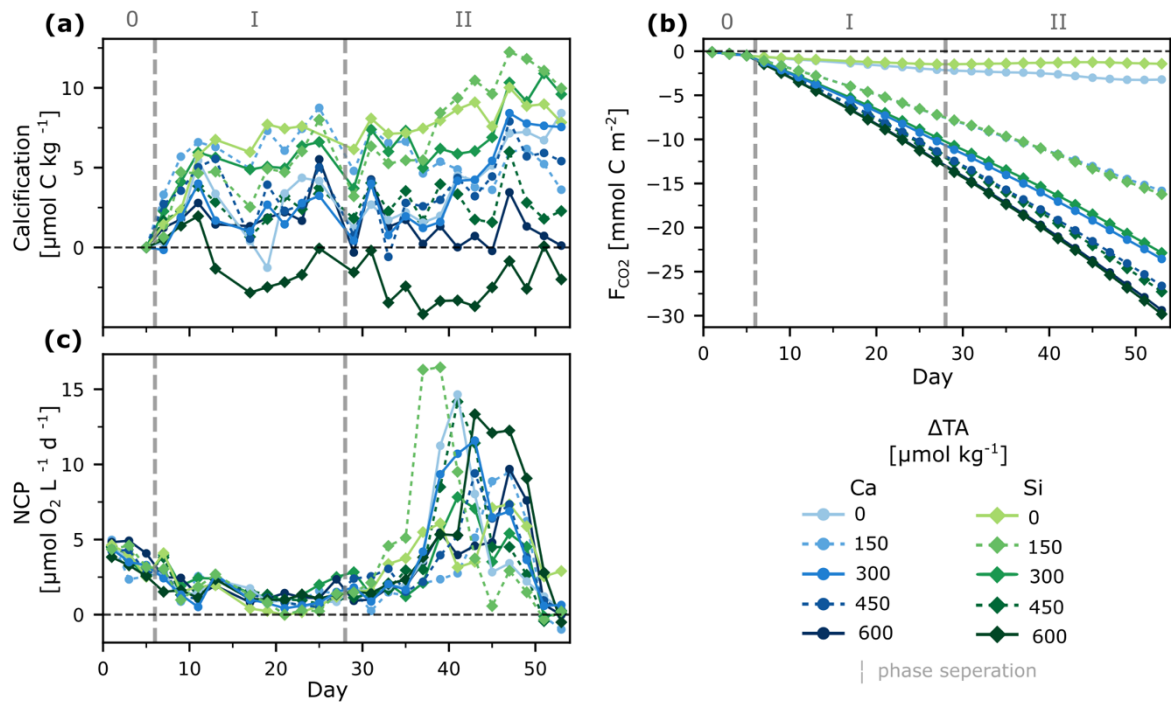 (a)
0 I II
Calcification
[μmol C kg ⁻¹]
10
5
0
(b)
0 I II
F_CO2 [mmol C m⁻²]
0
−5
−10
−15
−20
−25
−30
0 10 20 30 40 50
Day
(c)
NCP
[μmol O₂ L ⁻¹ d ⁻¹]
15
10
5
0
0 10 20 30 40 50
Day
ΔTA
[μmol kg⁻¹]
Ca Si
0 0
150 150
300 300
450 450
600 600
phase seperation